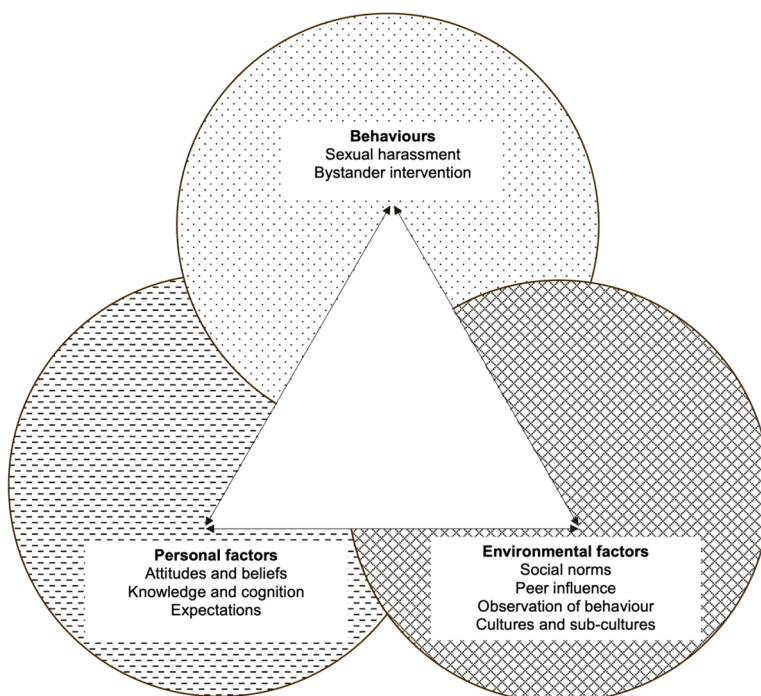 Behaviours
Sexual harassment
Bystander intervention
Personal factors
Attitudes and beliefs
Knowledge and cognition
Expectations
Environmental factors
Social norms
Peer influence
Observation of behaviour
Cultures and sub-cultures